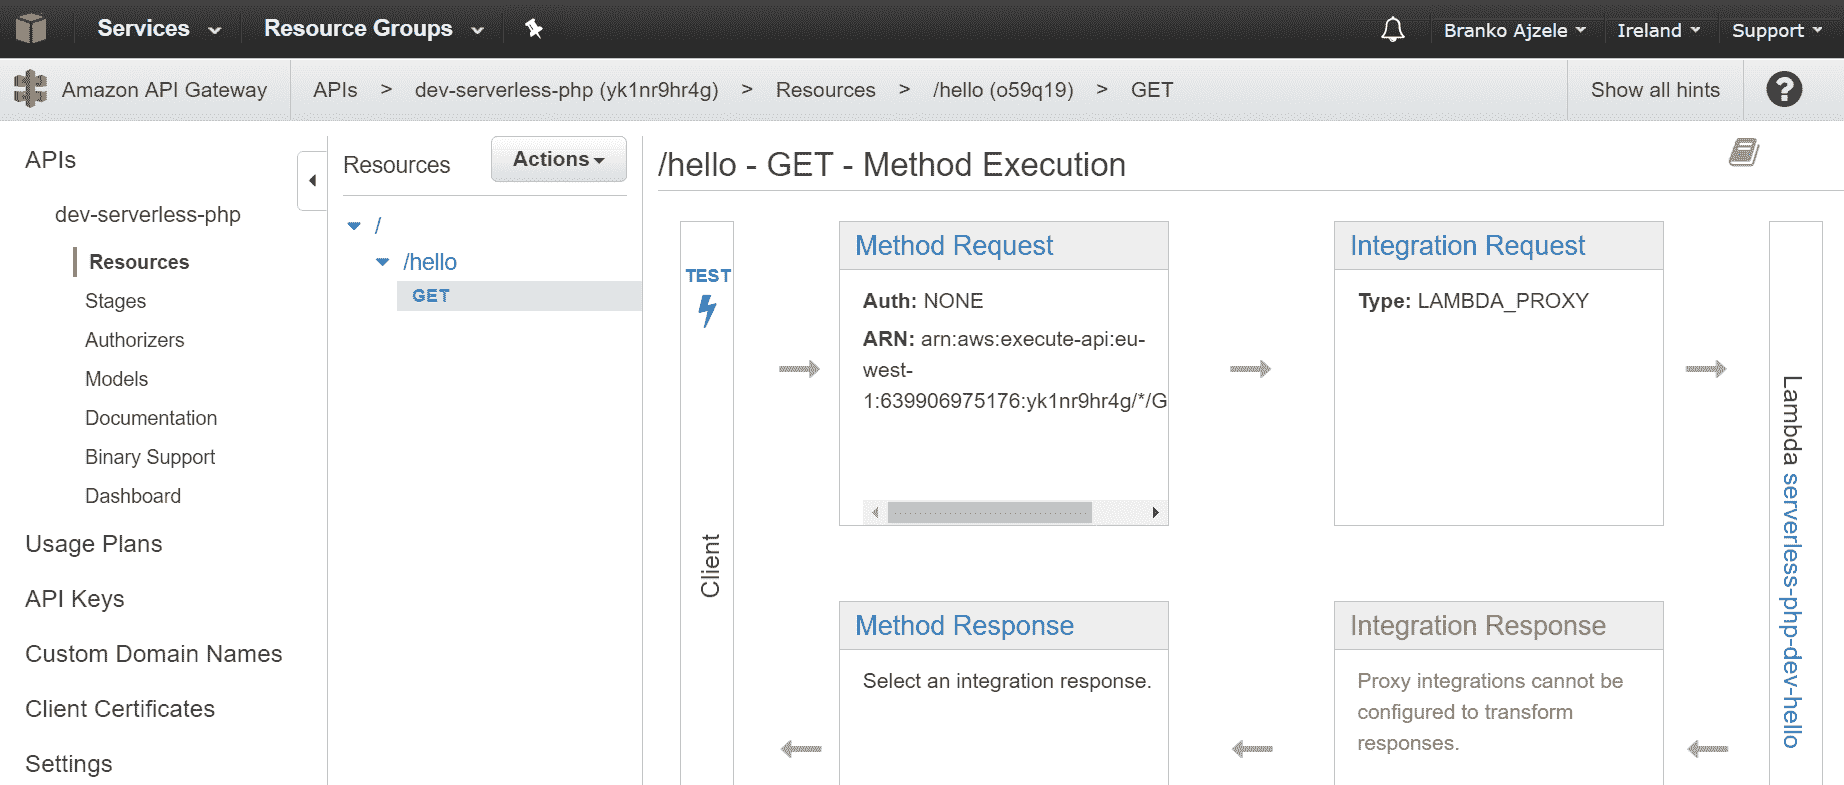 Services
Resource Groups
Branko Ajzele
Ireland
Support
Amazon API Gateway
APIs > dev-serverless-php (yk1nr9hr4g) > Resources > /hello (o59q19) > GET
Show all hints
?
APIs
dev-serverless-php
Resources
Stages
Authorizers
Models
Documentation
Binary Support
Dashboard
Usage Plans
API Keys
Custom Domain Names
Client Certificates
Settings
Resources
Actions
/
/hello
GET
/hello - GET - Method Execution
TEST
Client
Method Request
Auth: NONE
ARN: arn:aws:execute-api:eu-
west-
1:639906975176:yk1nr9hr4g/*/G
Integration Request
Type: LAMBDA_PROXY
Lambda serverless-php-dev-hello
Method Response
Select an integration response.
Integration Response
Proxy integrations cannot be
configured to transform
responses.